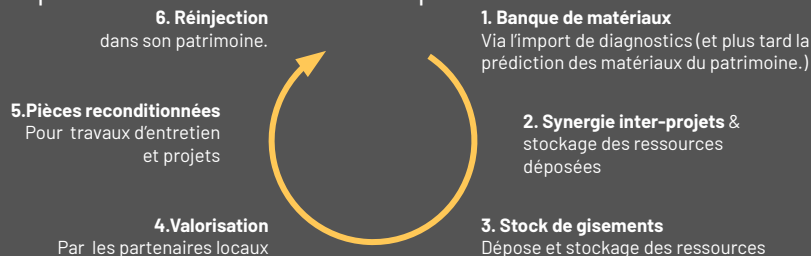 1. Banque de matériaux
Via l'import de diagnostics (et plus tard la
prédiction des matériaux du patrimoine.)
2. Synergie inter-projets &
stockage des ressources
déposées
3. Stock de gisements
Dépose et stockage des ressources
4.Valorisation
Par les partenaires locaux
5.Pièces reconditionnées
Pour travaux d'entretien
et projets
6. Réinjection
dans son patrimoine.